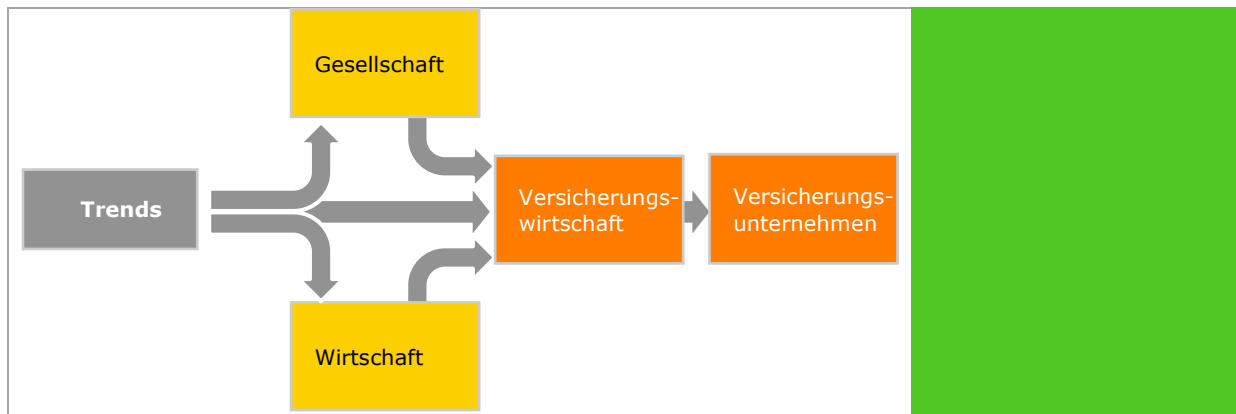 Gesellschaft
Trends
Versicherungs-
wirtschaft
Versicherungs-
unternehmen
Wirtschaft